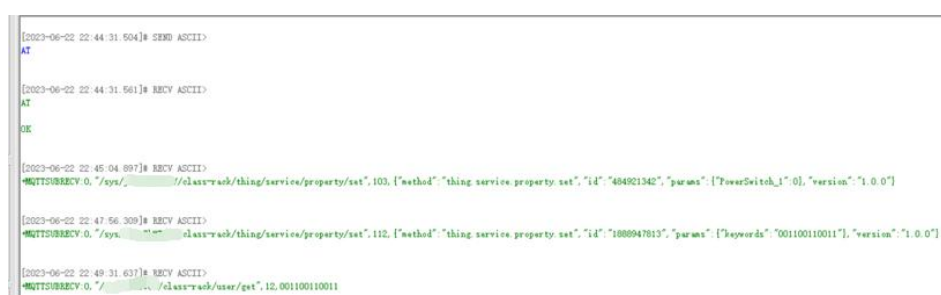 [2023-06-22 22:44:31.504]# SEND ASCII>
AT
[2023-06-22 22:44:31.561]# RECV ASCII>
AT
OK
[2023-06-22 22:45:04.897]# RECV ASCII>
+MQTTSUBRECV:0,"/sys/ /class-rack/thing/service/property/set",103,{"method":"thing.service.property.set","id":"484921342","params":{"PowerSwitch_1":0},"version":"1.0.0"}
[2023-06-22 22:47:56.309]# RECV ASCII>
+MQTTSUBRECV:0,"/sys/ class-rack/thing/service/property/set",112,{"method":"thing.service.property.set","id":"1888947813","params":{"keywords":"001100110011"},"version":"1.0.0"}
[2023-06-22 22:49:31.637]# RECV ASCII>
+MQTTSUBRECV:0,"/ /class-rack/user/get",12,001100110011